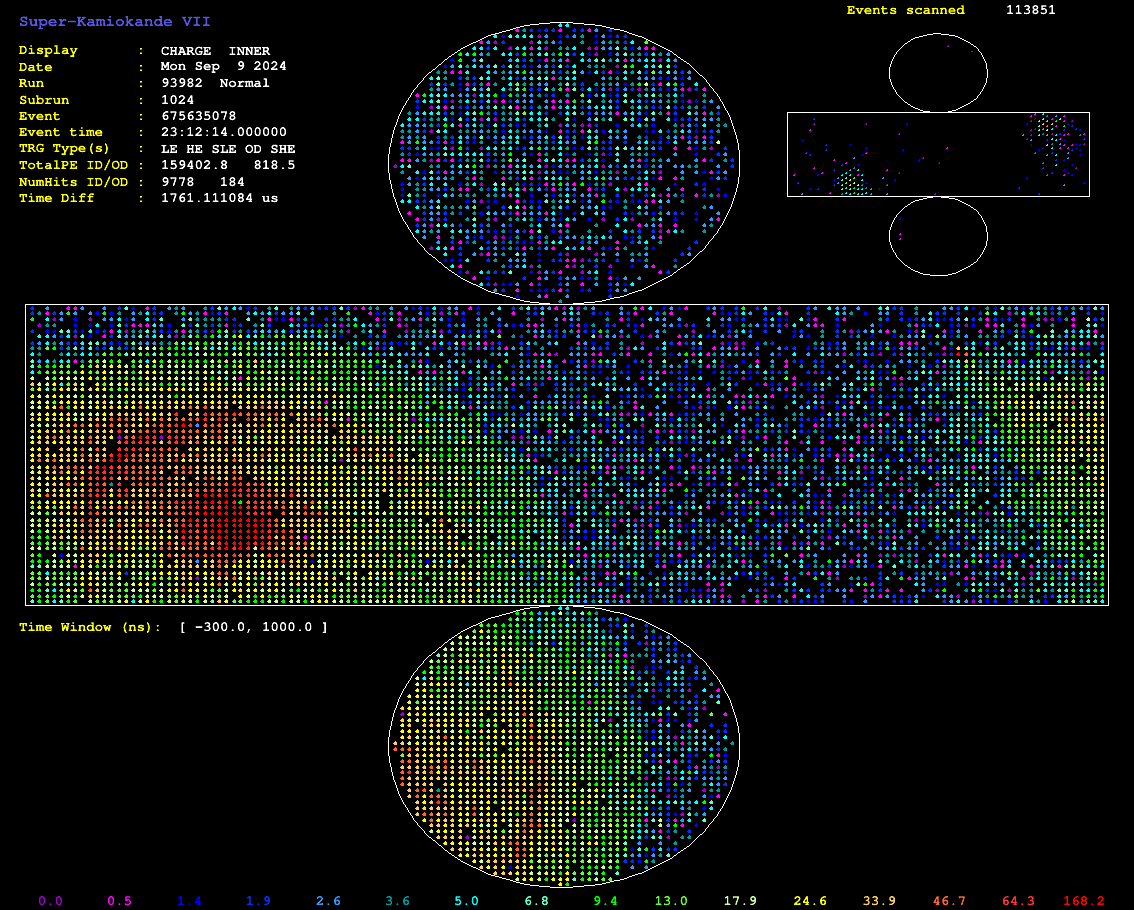 Super-Kamiokande VII
Display : CHARGE INNER
Date : Mon Sep 9 2024
Run : 93982 Normal
Subrun : 1024
Event : 675635078
Event time : 23:12:14.000000
TRG Type(s) : LE HE SLE OD SHE
TotalPE ID/OD : 159402.8 818.5
NumHits ID/OD : 9778 184
Time Diff : 1761.111084 us
Events scanned 113851
Time Window (ns): [ -300.0, 1000.0 ]
0.0 0.5 1.4 1.9 2.6 3.6 5.0 6.8 9.4 13.0 17.9 24.6 33.9 46.7 64.3 168.2